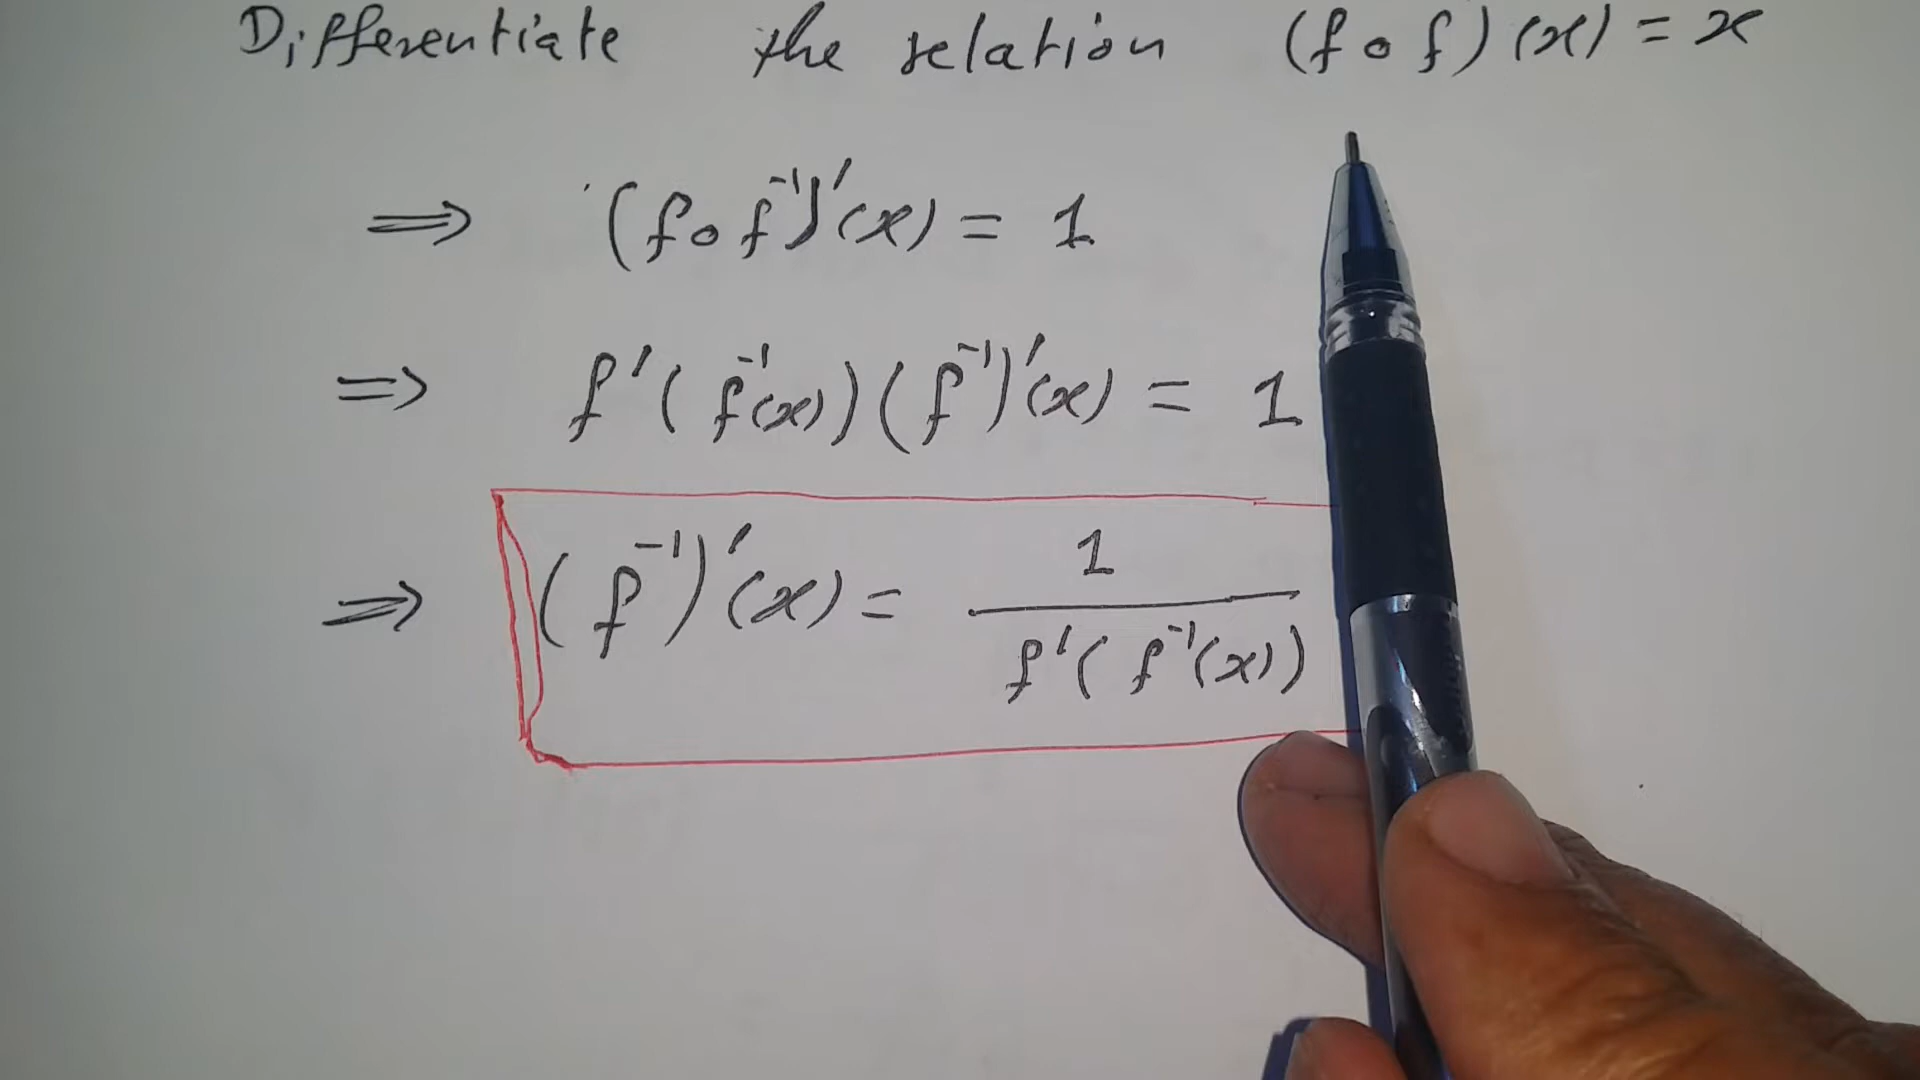 Differentiate the relation (f∘f)(x) = x
⟹ (f∘f⁻¹)′(x) = 1
⟹ f′(f⁻¹(x))(f⁻¹)′(x) = 1
⟹ (f⁻¹)′(x) = 1 / f′(f⁻¹(x))